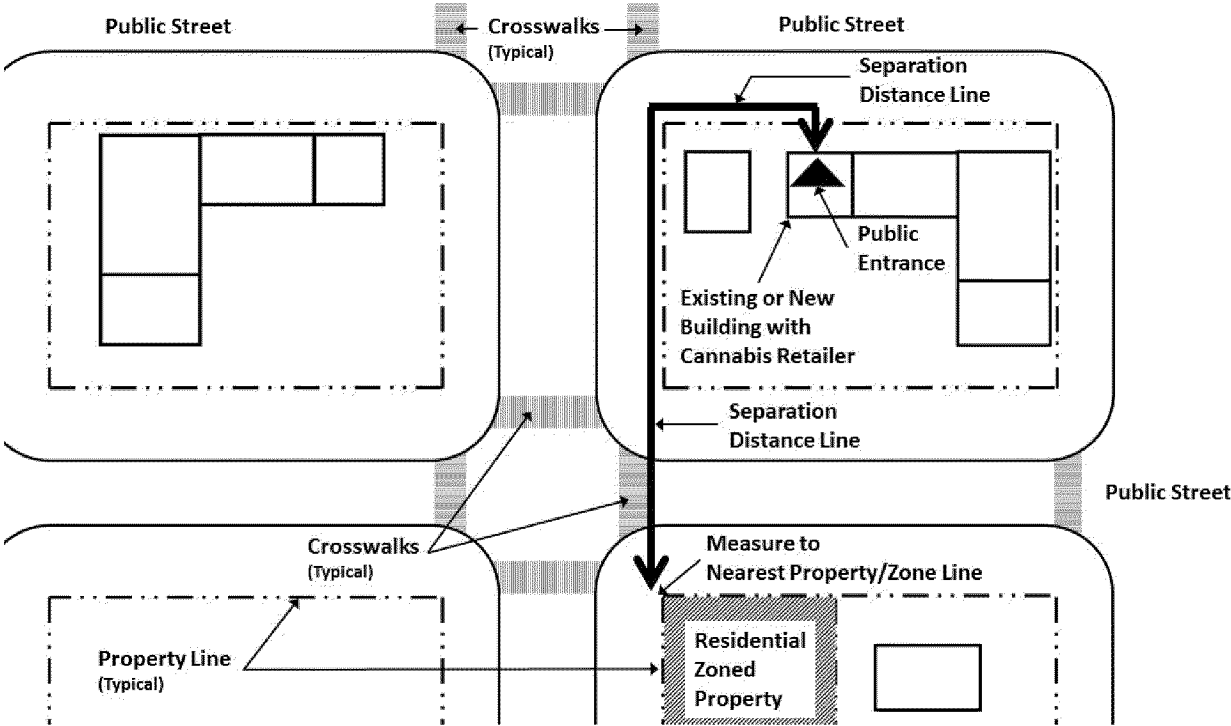 Public Street
Crosswalks
(Typical)
Public Street
Separation
Distance Line
Public
Entrance
Existing or New
Building with
Cannabis Retailer
Separation
Distance Line
Public Street
Crosswalks
(Typical)
Measure to
Nearest Property/Zone Line
Property Line
(Typical)
Residential
Zoned
Property